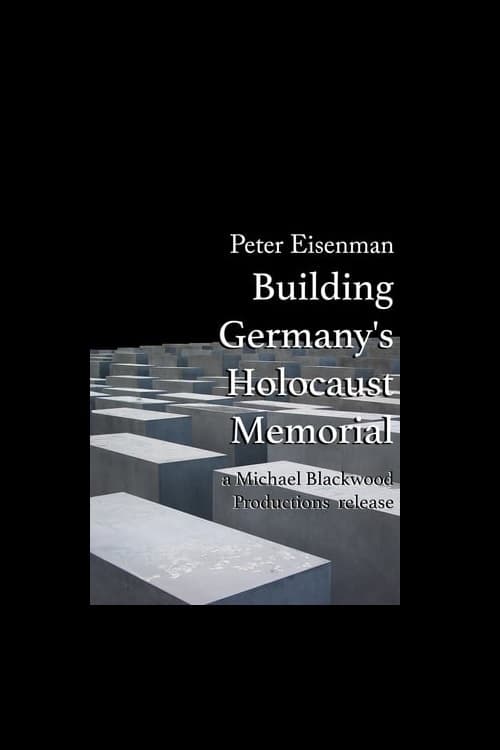 Peter Eisenman
Building
Germany's
Holocaust
Memorial
a Michael Blackwood
Productions release